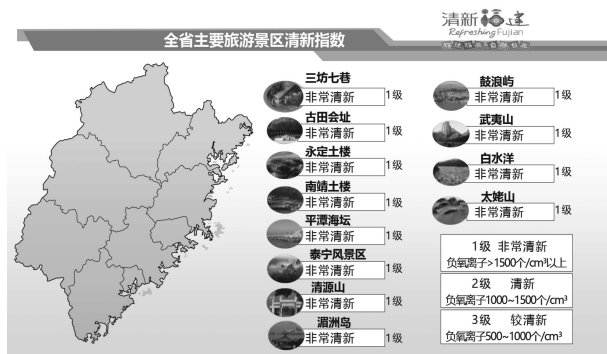 清新福建
Refreshing Fujian
全省主要旅游景区清新指数
三坊七巷
非常清新 1级
古田会址
非常清新 1级
永定土楼
非常清新 1级
南靖土楼
非常清新 1级
平潭海坛
非常清新 1级
泰宁风景区
非常清新 1级
清源山
非常清新 1级
湄洲岛
非常清新 1级
鼓浪屿
非常清新 1级
武夷山
非常清新 1级
白水洋
非常清新 1级
太姥山
非常清新 1级
1级 非常清新
负氧离子>1500个/cm³以上
2级 清新
负氧离子1000~1500个/cm³
3级 较清新
负氧离子500~1000个/cm³